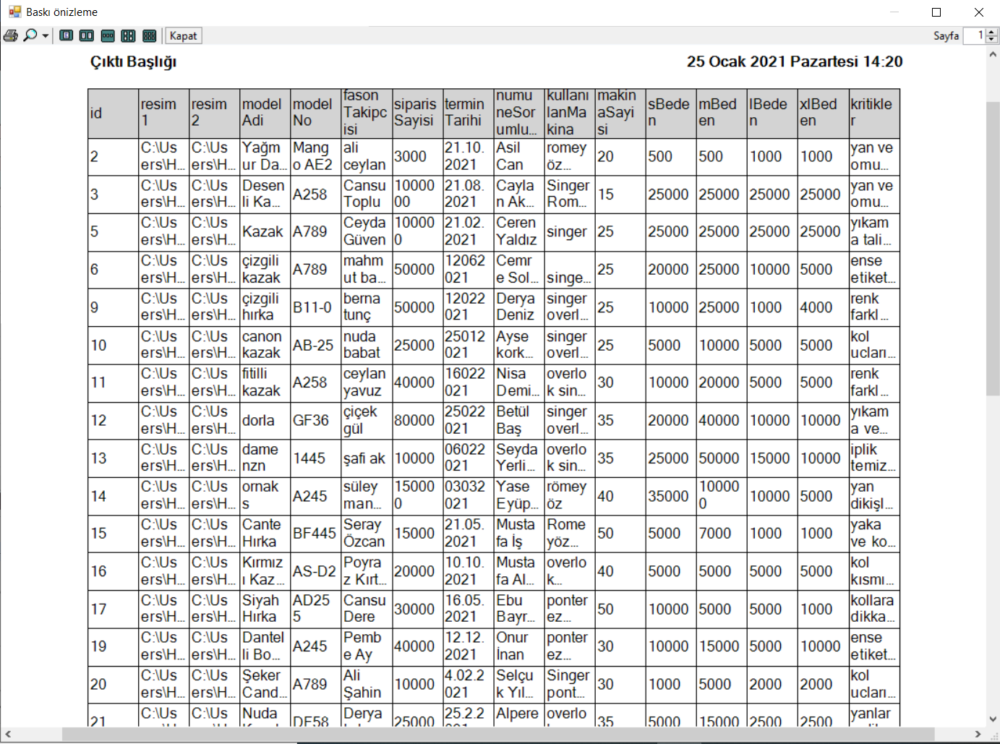 Baskı önizleme
Kapat
Sayfa 1
Çıktı Başlığı 25 Ocak 2021 Pazartesi 14:20
id resim1 resim2 modelAdi modelNo fasonTakipcisi siparisSayisi terminTarihi numuneSorumlu... kullanılanMakina makinaSayisi sBeden mBeden lBeden xlBeden kritikler
2 C:\Users\H... C:\Users\H... Yağmur Da... Mango AE2 ali ceylan 3000 21.10.2021 Asil Can romeyöz... 20 500 500 1000 1000 yan ve omu...
3 C:\Users\H... C:\Users\H... Desenli Ka... A258 Cansu Toplu 1000000 21.08.2021 Caylan Ak... Singer Rom... 15 25000 25000 25000 25000 yan ve omu...
5 C:\Users\H... C:\Users\H... Kazak A789 Ceyda Güven 100000 21.02.2021 Ceren Yaldız singer 25 25000 25000 25000 25000 yıkama tali...
6 C:\Users\H... C:\Users\H... çizgili kazak A789 mahmut ba... 50000 12062021 Cemre Sol... singe... 25 20000 25000 10000 5000 ense etiket...
9 C:\Users\H... C:\Users\H... çizgili hırka B11-0 berna tunç 50000 12022021 Derya Deniz singer overl... 25 10000 25000 1000 4000 renk farkl...
10 C:\Users\H... C:\Users\H... canon kazak AB-25 nuda babat 25000 25012021 Ayse kork... singer overl... 25 5000 10000 5000 5000 kol ucları...
11 C:\Users\H... C:\Users\H... fitilli kazak A258 ceylan yavuz 40000 16022021 Nisa Demi... overlok sin... 30 10000 20000 5000 5000 renk farkl...
12 C:\Users\H... C:\Users\H... dorla GF36 çiçek gül 80000 25022021 Betül Baş singer overl... 35 20000 40000 10000 10000 yıkama ve...
13 C:\Users\H... C:\Users\H... damenzn 1445 şafi ak 10000 06022021 Seyda Yerli... overlok sin... 35 25000 50000 15000 10000 iplik temiz...
14 C:\Users\H... C:\Users\H... ornaks A245 süleyman... 150000 03032021 Yase Eyüp... römeyöz 40 35000 100000 10000 5000 yan dikişl...
15 C:\Users\H... C:\Users\H... Cante Hırka BF445 Seray Özcan 15000 21.05.2021 Mustafa İş Romeyöz... 50 5000 7000 1000 1000 yaka ve ko...
16 C:\Users\H... C:\Users\H... Kırmızı Kaz... AS-D2 Poyraz Kırt... 20000 10.10.2021 Mustafa Al... overlok... 40 5000 5000 5000 5000 kol kısmı...
17 C:\Users\H... C:\Users\H... Siyah Hırka AD255 Cansu Dere 30000 16.05.2021 Ebu Bayr... ponterez... 50 10000 5000 5000 1000 kollara dikka...
19 C:\Users\H... C:\Users\H... Dantelli Bo... A245 Pembe Ay 40000 12.12.2021 Onur İnan ponterez... 30 10000 15000 5000 10000 ense etiket...
20 C:\Users\H... C:\Users\H... Şeker Cand... A789 Ali Şahin 10000 4.02.2021 Selçuk Yıl... Singer pont... 30 1000 5000 2000 2000 kol ucları...
21 C:\Us C:\Us Nuda DF58 Derya 25000 25.2.2 Alpere overlo 35 5000 15000 2500 2500 yanlar